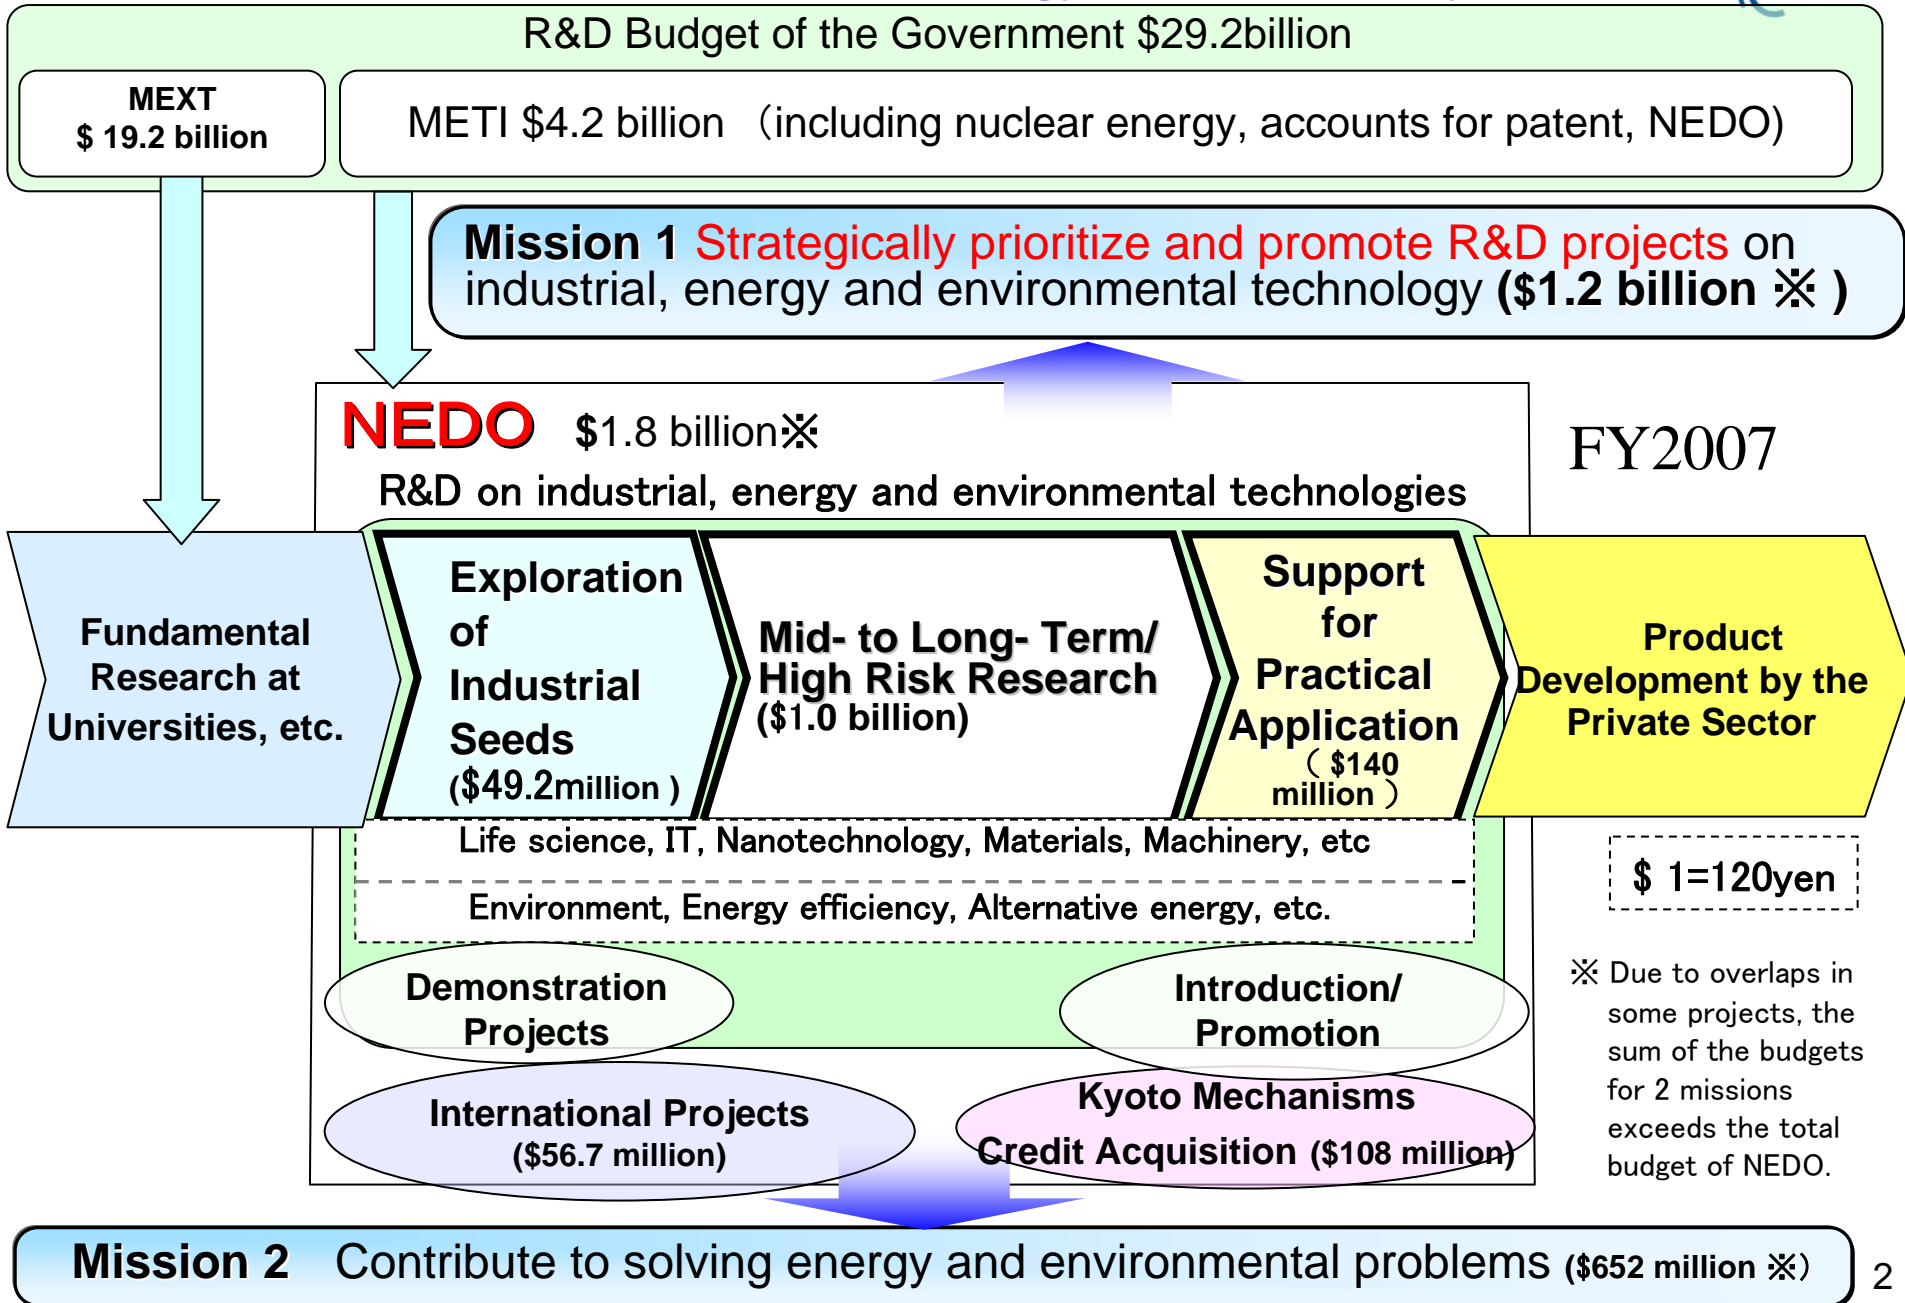 R&D Budget of the Government $29.2billion
MEXT
$ 19.2 billion
METI $4.2 billion （including nuclear energy, accounts for patent, NEDO)
Mission 1 Strategically prioritize and promote R&D projects on
industrial, energy and environmental technology ($1.2 billion ※ )
NEDO $1.8 billion※
FY2007
R&D on industrial, energy and environmental technologies
Fundamental
Research at
Universities, etc.
Exploration
of
Industrial
Seeds
($49.2million )
Mid- to Long- Term/
High Risk Research
($1.0 billion)
Support
for
Practical
Application
（ $140
million ）
Product
Development by the
Private Sector
Life science, IT, Nanotechnology, Materials, Machinery, etc
Environment, Energy efficiency, Alternative energy, etc.
$ 1=120yen
Demonstration
Projects
Introduction/
Promotion
International Projects
($56.7 million)
Kyoto Mechanisms
Credit Acquisition ($108 million)
※ Due to overlaps in
some projects, the
sum of the budgets
for 2 missions
exceeds the total
budget of NEDO.
Mission 2 Contribute to solving energy and environmental problems ($652 million ※）
2